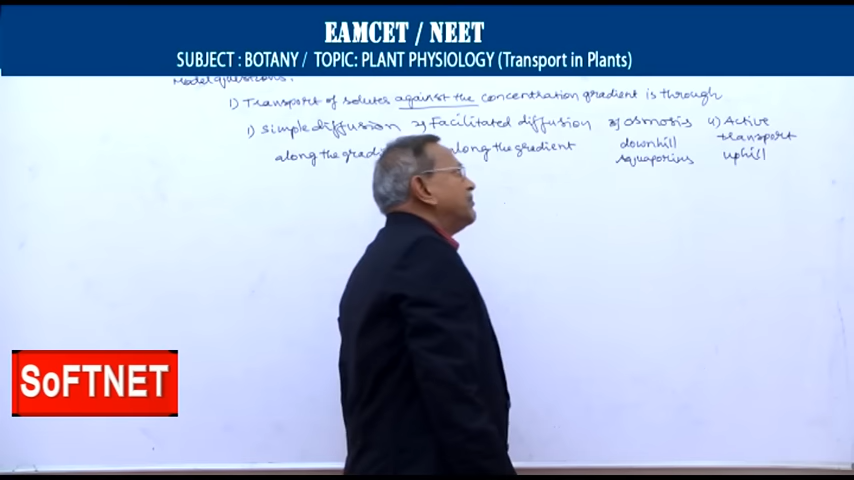 EAMCET / NEET
SUBJECT : BOTANY / TOPIC: PLANT PHYSIOLOGY (Transport in Plants)
Model questions:
1) Transport of solutes against the concentration gradient is through
1) Simple diffusion 2) Facilitated diffusion 3) Osmosis 4) Active
transport
along the along the gradient downhill uphill
aquaporins
SoFTNET